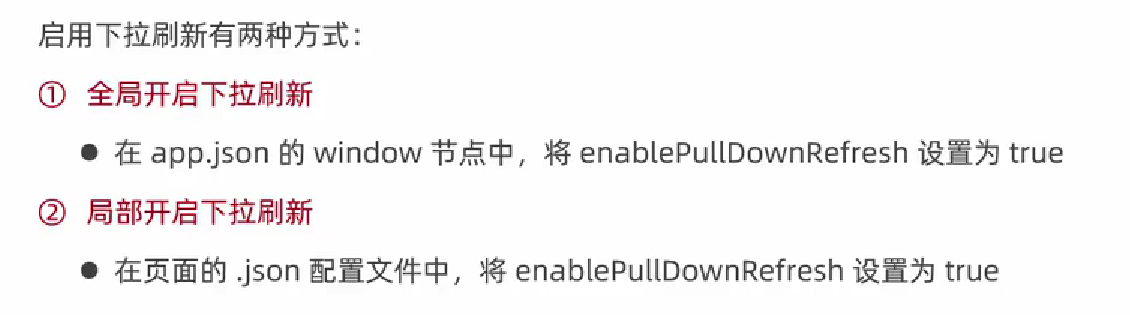 启用下拉刷新有两种方式：
① 全局开启下拉刷新
● 在 app.json 的 window 节点中，将 enablePullDownRefresh 设置为 true
② 局部开启下拉刷新
● 在页面的 .json 配置文件中，将 enablePullDownRefresh 设置为 true